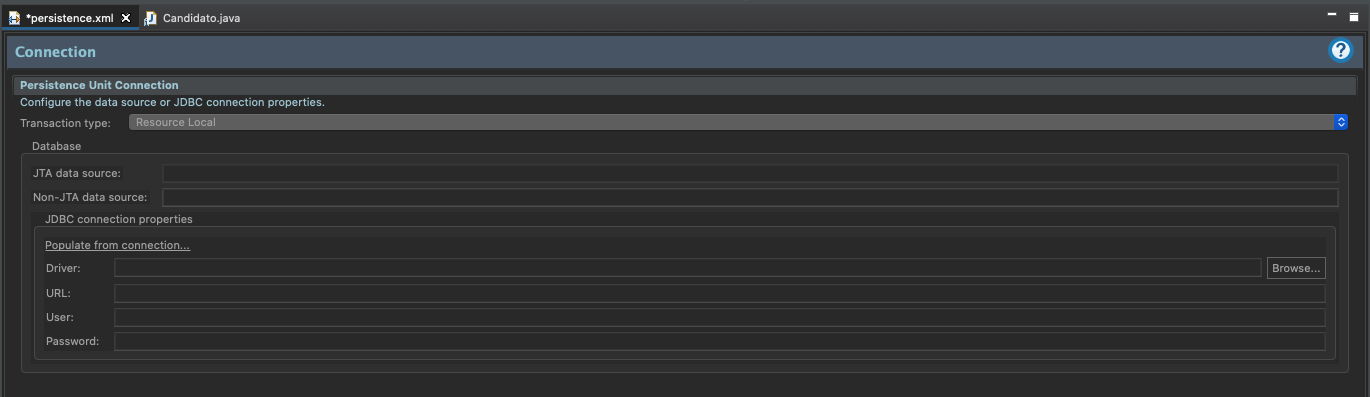 *persistence.xml
Candidato.java
Connection
Persistence Unit Connection
Configure the data source or JDBC connection properties.
Transaction type: Resource Local
Database
JTA data source:
Non-JTA data source:
JDBC connection properties
Populate from connection...
Driver: Browse...
URL:
User:
Password: